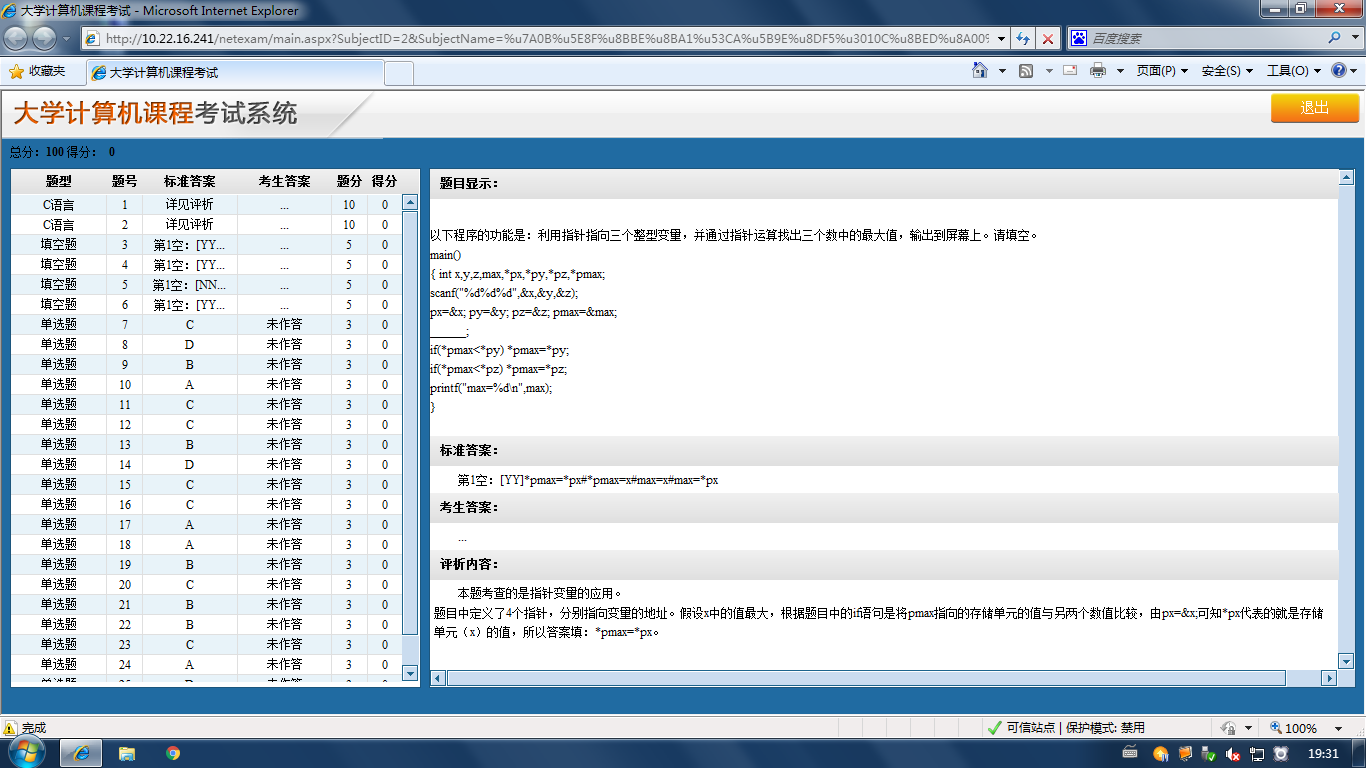 大学计算机课程考试 - Microsoft Internet Explorer
http://10.22.16.241/netexam/main.aspx?SubjectID=2&SubjectName=%u7A0B%u5E8F%u8BBE%u8BA1%u53CA%u5B9E%u8DF5%u3010C%u8BED%u8A00%
百度搜索
收藏夹
大学计算机课程考试
页面(P) 安全(S) 工具(O)
大学计算机课程考试系统
退出
总分：100 得分： 0
题型 题号 标准答案 考生答案 题分 得分
C语言 1 详见评析 ... 10 0
C语言 2 详见评析 ... 10 0
填空题 3 第1空：[YY... ... 5 0
填空题 4 第1空：[YY... ... 5 0
填空题 5 第1空：[NN... ... 5 0
填空题 6 第1空：[YY... ... 5 0
单选题 7 C 未作答 3 0
单选题 8 D 未作答 3 0
单选题 9 B 未作答 3 0
单选题 10 A 未作答 3 0
单选题 11 C 未作答 3 0
单选题 12 C 未作答 3 0
单选题 13 B 未作答 3 0
单选题 14 D 未作答 3 0
单选题 15 C 未作答 3 0
单选题 16 C 未作答 3 0
单选题 17 A 未作答 3 0
单选题 18 A 未作答 3 0
单选题 19 B 未作答 3 0
单选题 20 C 未作答 3 0
单选题 21 B 未作答 3 0
单选题 22 B 未作答 3 0
单选题 23 C 未作答 3 0
单选题 24 A 未作答 3 0
题目显示：
以下程序的功能是：利用指针指向三个整型变量，并通过指针运算找出三个数中的最大值，输出到屏幕上。请填空。
main()
{ int x,y,z,max,*px,*py,*pz,*pmax;
scanf("%d%d%d",&x,&y,&z);
px=&x; py=&y; pz=&z; pmax=&max;
______;
if(*pmax<*py) *pmax=*py;
if(*pmax<*pz) *pmax=*pz;
printf("max=%d\n",max);
}
标准答案：
第1空：[YY]*pmax=*px#*pmax=x#max=x#max=*px
考生答案：
...
评析内容：
本题考查的是指针变量的应用。
题目中定义了4个指针，分别指向变量的地址。假设x中的值最大，根据题目中的if语句是将pmax指向的存储单元的值与另两个数值比较，由px=&x;可知*px代表的就是存储
单元（x）的值，所以答案填：*pmax=*px。
完成
可信站点 | 保护模式: 禁用
100%
19:31